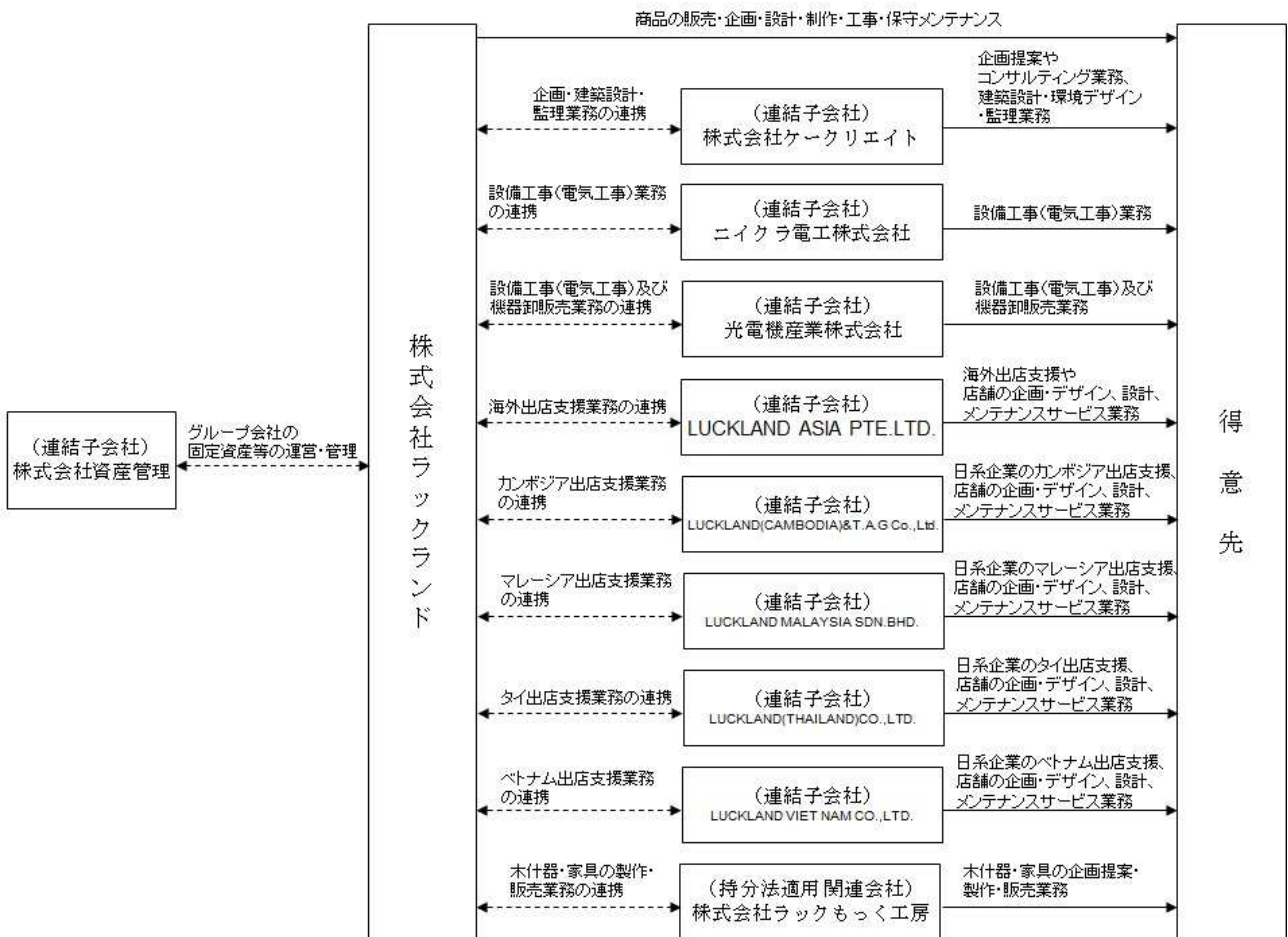 商品の販売・企画・設計・制作・工事・保守メンテナンス
株式会社ラックランド
得意先
(連結子会社)
株式会社資産管理
グループ会社の
固定資産等の運営・管理
企画・建築設計・
監理業務の連携
(連結子会社)
株式会社ケークリエイト
企画提案や
コンサルティング業務、
建築設計・環境デザイン
・監理業務
設備工事(電気工事)業務
の連携
(連結子会社)
ニイクラ電工株式会社
設備工事(電気工事)業務
設備工事(電気工事)及び
機器卸販売業務の連携
(連結子会社)
光電機産業株式会社
設備工事(電気工事)及び
機器卸販売業務
海外出店支援業務の連携
(連結子会社)
LUCKLAND ASIA PTE.LTD.
海外出店支援や
店舗の企画・デザイン、設計、
メンテナンスサービス業務
カンボジア出店支援業務
の連携
(連結子会社)
LUCKLAND(CAMBODIA)&T.A.G Co.,Ltd.
日系企業のカンボジア出店支援、
店舗の企画・デザイン、設計、
メンテナンスサービス業務
マレーシア出店支援業務
の連携
(連結子会社)
LUCKLAND MALAYSIA SDN.BHD.
日系企業のマレーシア出店支援、
店舗の企画・デザイン、設計、
メンテナンスサービス業務
タイ出店支援業務の連携
(連結子会社)
LUCKLAND(THAILAND)CO.,LTD.
日系企業のタイ出店支援、
店舗の企画・デザイン、設計、
メンテナンスサービス業務
ベトナム出店支援業務
の連携
(連結子会社)
LUCKLAND VIET NAM CO.,LTD.
日系企業のベトナム出店支援、
店舗の企画・デザイン、設計、
メンテナンスサービス業務
木什器・家具の製作・
販売業務の連携
(持分法適用関連会社)
株式会社ラックもっく工房
木什器・家具の企画提案・
製作・販売業務